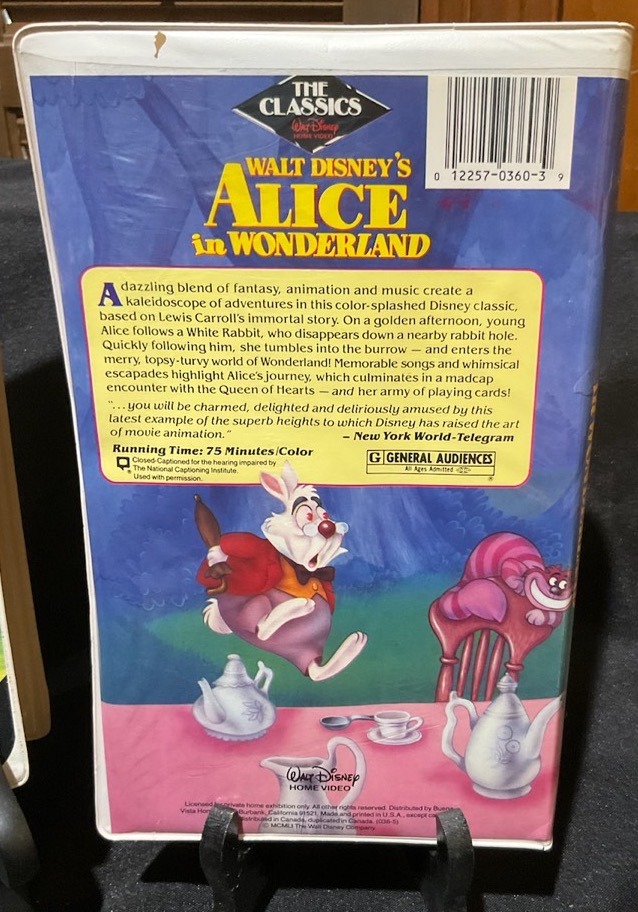 THE
CLASSICS
Walt Disney
HOME VIDEO
0 12257-0360-3 9
WALT DISNEY'S
ALICE
in WONDERLAND
A dazzling blend of fantasy, animation and music create a
kaleidoscope of adventures in this color-splashed Disney classic,
based on Lewis Carroll's immortal story. On a golden afternoon, young
Alice follows a White Rabbit, who disappears down a nearby rabbit hole.
Quickly following him, she tumbles into the burrow — and enters the
merry, topsy-turvy world of Wonderland! Memorable songs and whimsical
escapades highlight Alice's journey, which culminates in a madcap
encounter with the Queen of Hearts — and her army of playing cards!
"...you will be charmed, delighted and deliriously amused by this
latest example of the superb heights to which Disney has raised the art
of movie animation."
– New York World-Telegram
Running Time: 75 Minutes/Color
Closed-Captioned for the hearing impaired by
The National Captioning Institute.
Used with permission.
G GENERAL AUDIENCES
All Ages Admitted
®
Walt Disney
HOME VIDEO
Licensed for private home exhibition only. All other rights reserved. Distributed by Buena
Vista Home Burbank, California 91521. Made and printed in U.S.A., except
distributed in Canada, duplicated in Canada. (036-5)
© MCMLI The Walt Disney Company